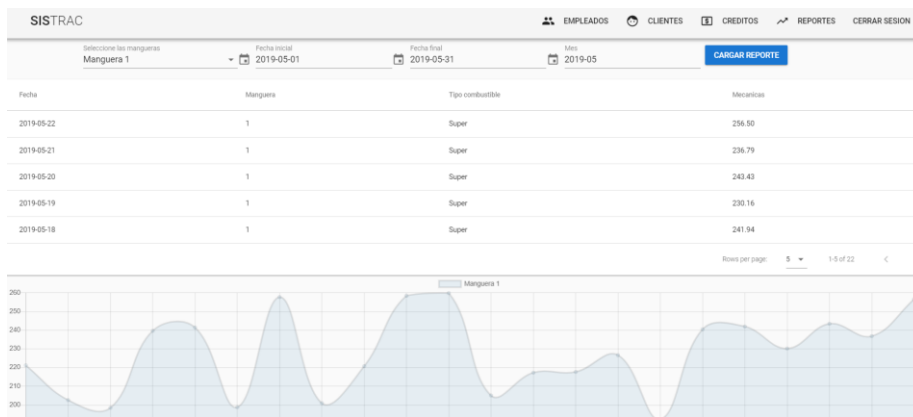 SISTRAC EMPLEADOS CLIENTES CREDITOS REPORTES CERRAR SESION
Seleccione las mangueras Fecha inicial Fecha final Mes
Manguera 1 2019-05-01 2019-05-31 2019-05 CARGAR REPORTE
Fecha Manguera Tipo combustible Mecanicas
2019-05-22 1 Super 256.50
2019-05-21 1 Super 236.79
2019-05-20 1 Super 243.43
2019-05-19 1 Super 230.16
2019-05-18 1 Super 241.94
Rows per page: 5 1-5 of 22
Manguera 1
260
250
240
230
220
210
200